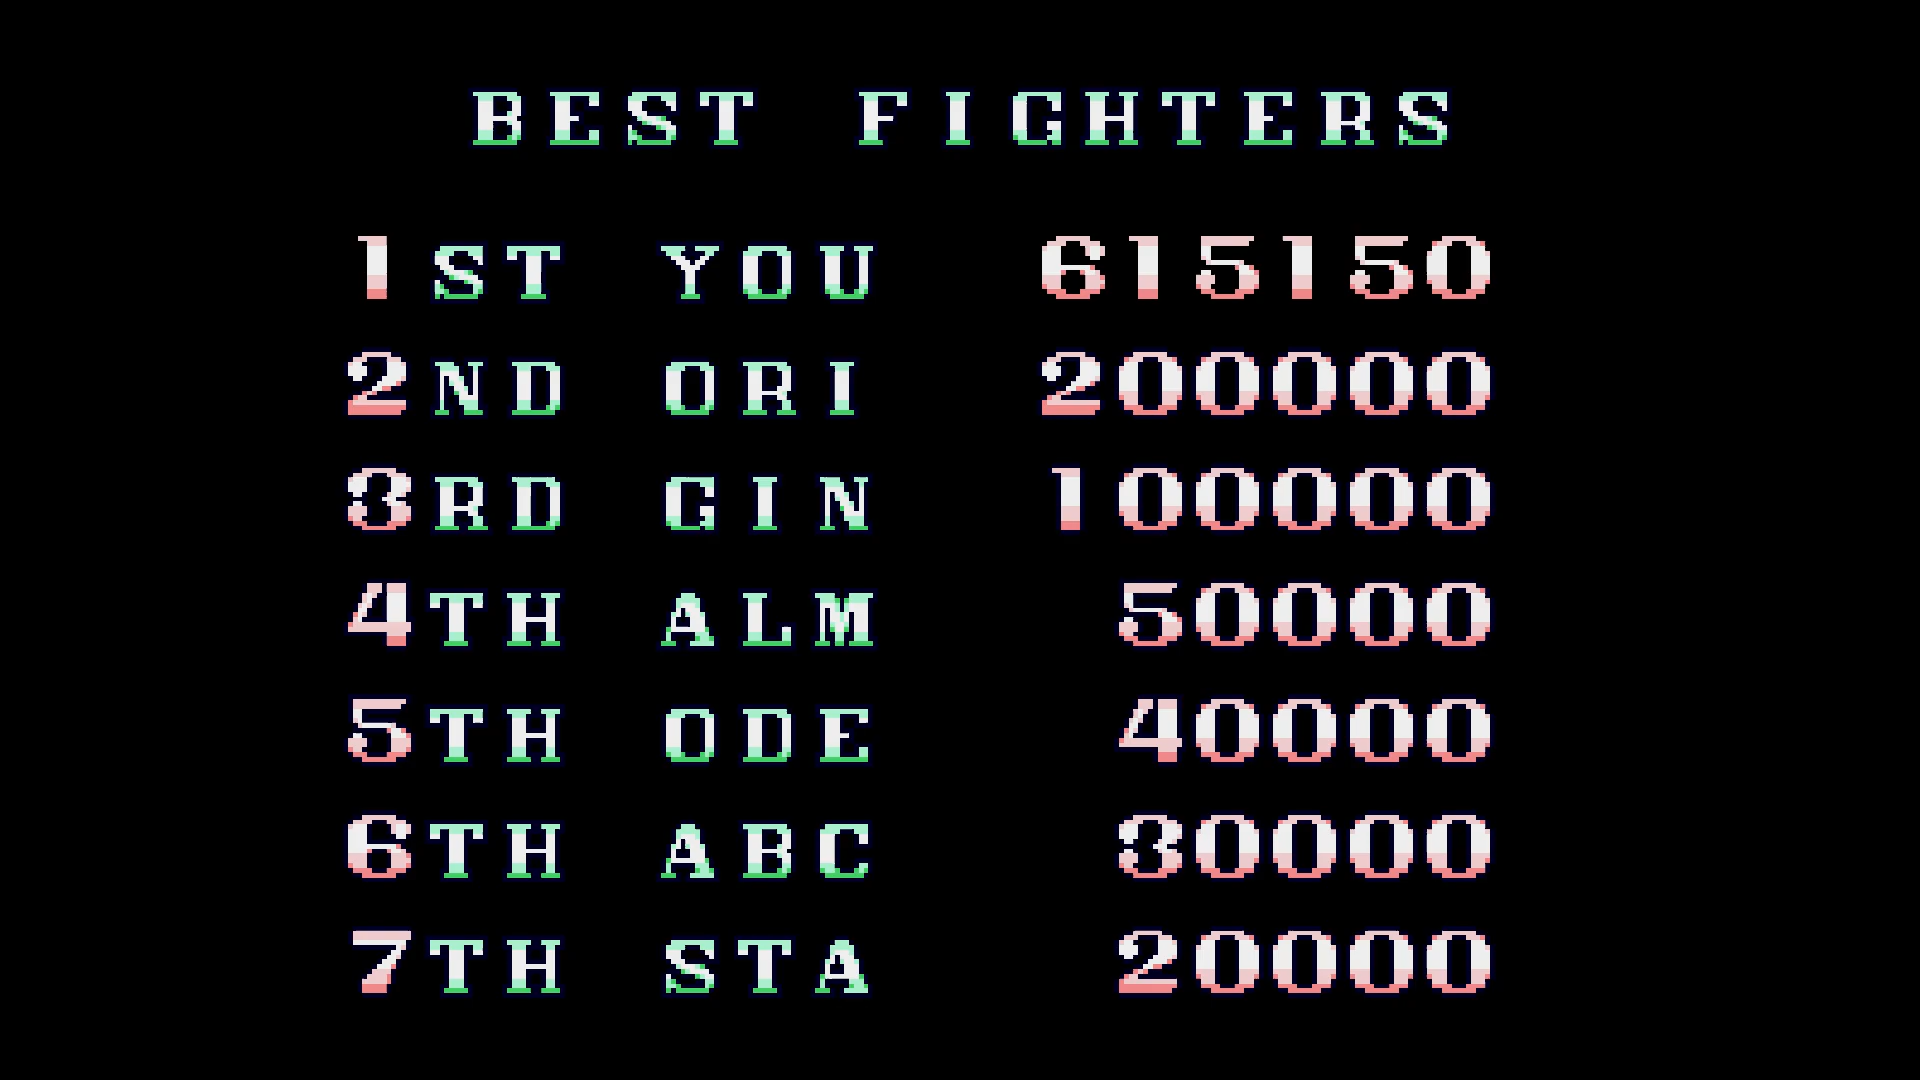 BEST FIGHTERS
1ST YOU 615150
2ND ORI 200000
3RD GIN 100000
4TH ALM 50000
5TH ODE 40000
6TH ABC 30000
7TH STA 20000